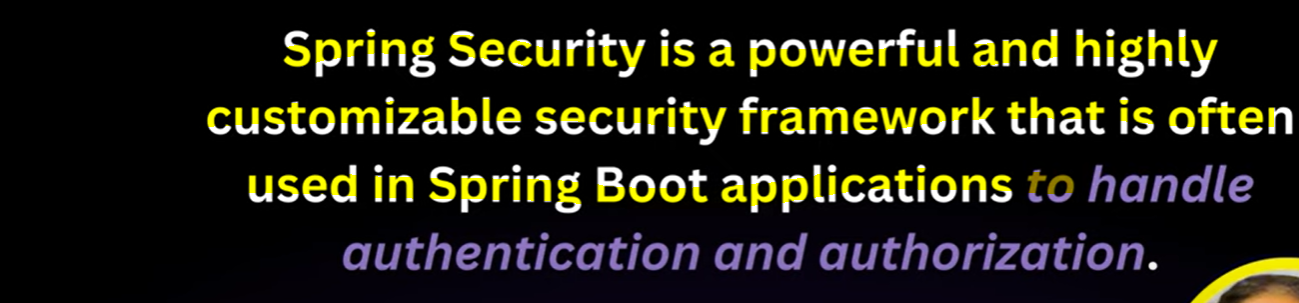 Spring Security is a powerful and highly
customizable security framework that is often
used in Spring Boot applications to handle
authentication and authorization.